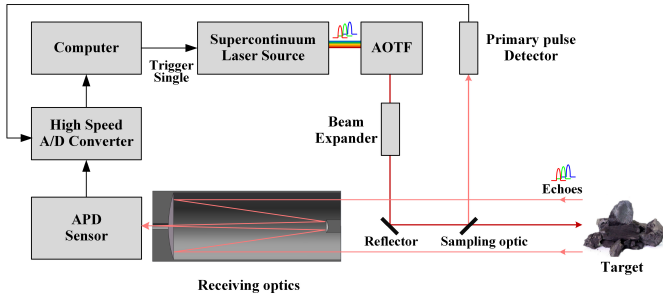 Computer
Trigger
Single
Supercontinuum
Laser Source
AOTF
Primary pulse
Detector
High Speed
A/D Converter
Beam
Expander
Echoes
APD
Sensor
Reflector
Sampling optic
Target
Receiving optics